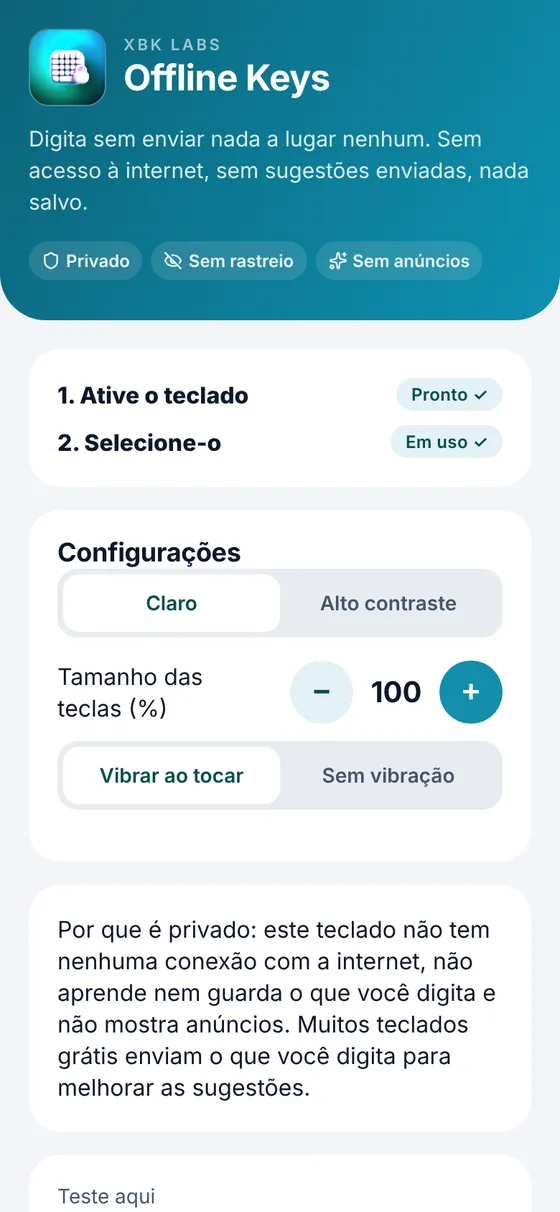 XBK LABS
Offline Keys
Digita sem enviar nada a lugar nenhum. Sem
acesso à internet, sem sugestões enviadas, nada
salvo.
Privado
Sem rastreio
Sem anúncios
1. Ative o teclado
Pronto ✓
2. Selecione-o
Em uso ✓
Configurações
Claro
Alto contraste
Tamanho das
teclas (%)
−
100
+
Vibrar ao tocar
Sem vibração
Por que é privado: este teclado não tem
nenhuma conexão com a internet, não
aprende nem guarda o que você digita e
não mostra anúncios. Muitos teclados
grátis enviam o que você digita para
melhorar as sugestões.
Teste aqui